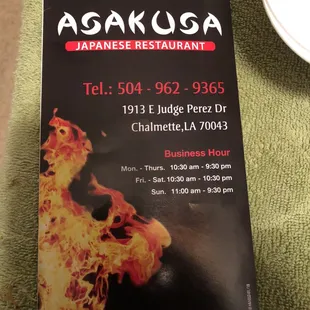 ASAKUSA
JAPANESE RESTAURANT
Tel.: 504 - 962 - 9365
1913 E Judge Perez Dr
Chalmette,LA 70043
Business Hour
Mon. - Thurs. 10:30 am - 9:30 pm
Fri. - Sat. 10:30 am - 10:30 pm
Sun. 11:00 am - 9:30 pm